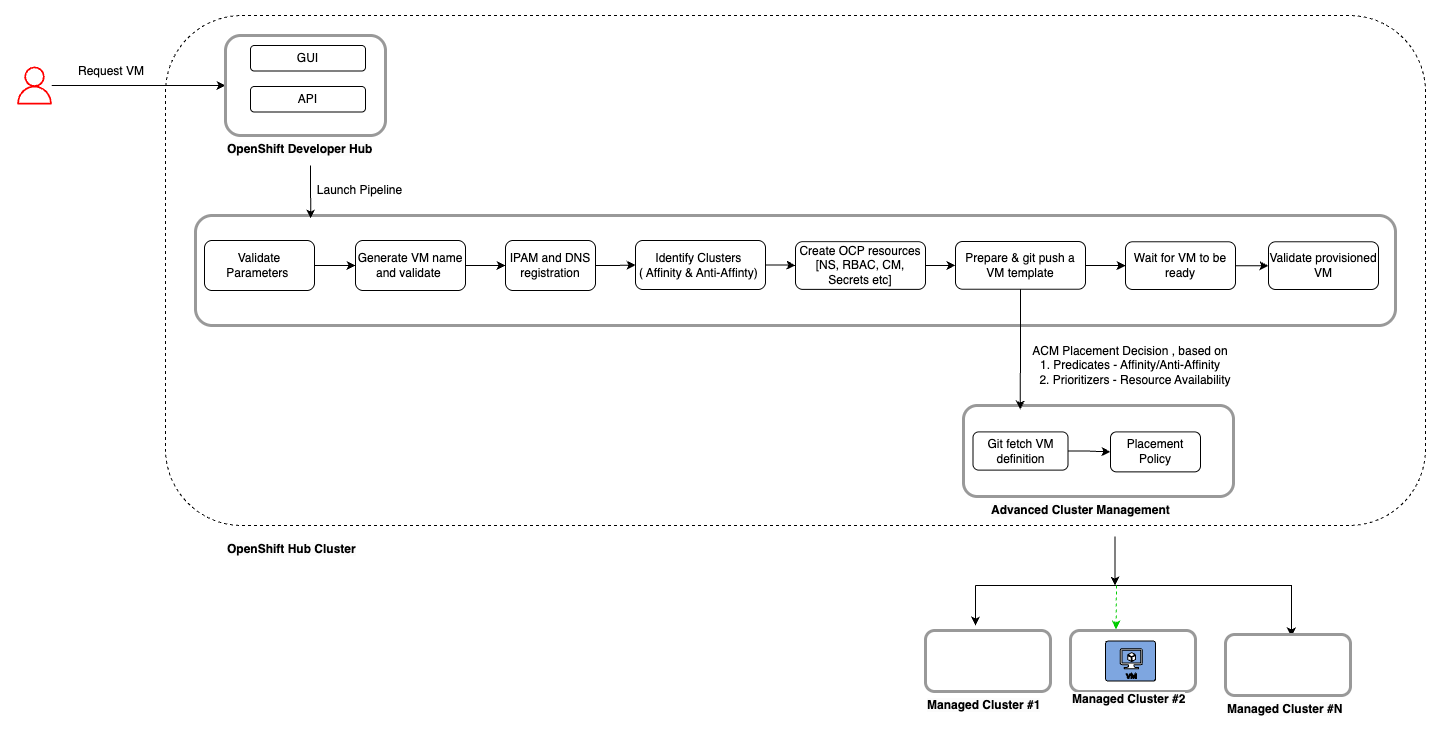 Request VM
GUI
API
OpenShift Developer Hub
Launch Pipeline
Validate
Parameters
Generate VM name
and validate
IPAM and DNS
registration
Identify Clusters
( Affinity & Anti-Affinty)
Create OCP resources
[NS, RBAC, CM,
Secrets etc]
Prepare & git push a
VM template
Wait for VM to be
ready
Validate provisioned
VM
ACM Placement Decision , based on
1. Predicates - Affinity/Anti-Affinity
2. Prioritizers - Resource Availability
Git fetch VM
definition
Placement
Policy
Advanced Cluster Management
OpenShift Hub Cluster
VM
Managed Cluster #1
Managed Cluster #2
Managed Cluster #N